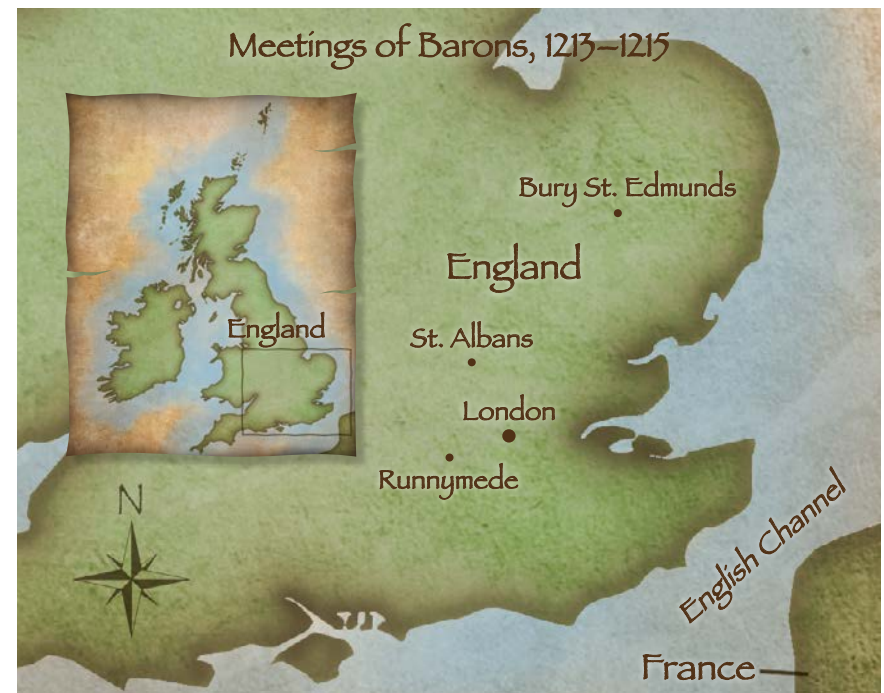 Meetings of Barons, 1213–1215
Bury St. Edmunds
England
England
St. Albans
London
Runnymede
N
English Channel
France